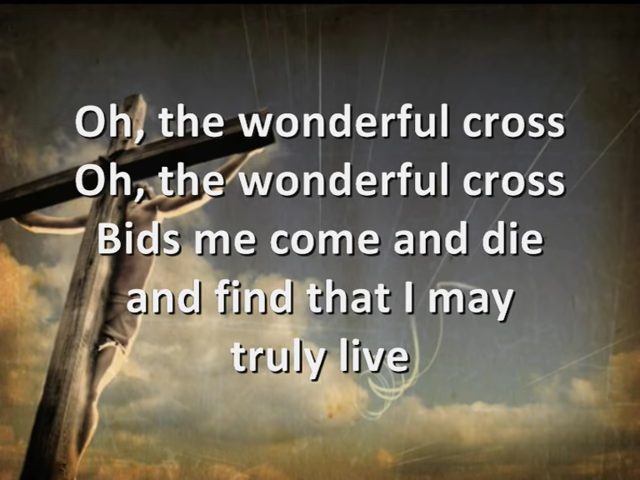 Oh, the wonderful cross
Oh, the wonderful cross
Bids me come and die
and find that I may
truly live